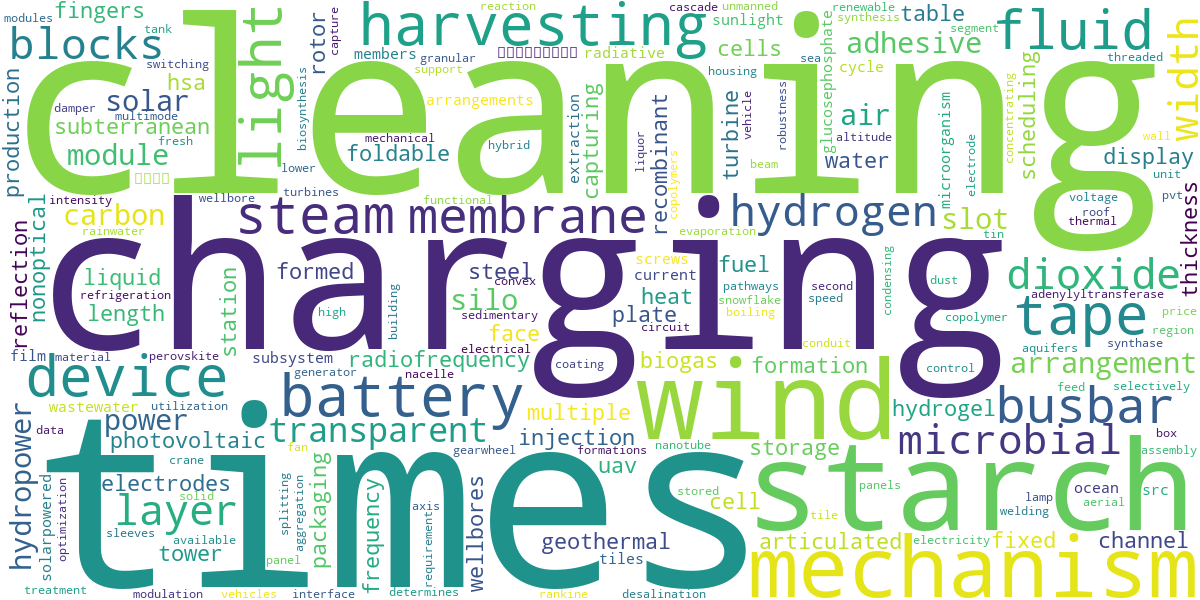 cleaning
charging
times
wind
starch
mechanism
harvesting
fluid
light
device
battery
tape
busbar
dioxide
steam
membrane
hydrogen
microbial
layer
width
blocks
fingers
hsa
solar
subterranean
module
production
damper
multimode
fresh
switching
modules
tank
rotor
capture
members
reaction
granular
support
arrangements
mechanical
foldable
hybrid
biosynthesis
lower
turbines
wellbore
functional
cascade
unmanned
radiative
cells
sunlight
housing
capturing
extraction
liquor
recombinant
copolymers
evaporation
turbine
vehicle
beam
robustness
sea
renewable
synthesis
segment
table
adhesive
cycle
glucosephosphate
air
altitude
water
microorganism
electrode
concentrating
scheduling
threaded
wall
display
unit
voltage
roof
thermal
pvt
tin
slot
thickness
intensity
carbon
rainwater
nonoptical
reflection
liquid
refrigeration
length
station
formed
high
building
steel
convex
silo
sedimentary
face
electrical
screws
current
heat
plate
circuit
fuel
pathways
snowflake
boiling
second
speed
conduit
condensing
dust
copolymer
control
adenylyltransferase
price
region
aquifers
synthase
arrangement
feed
selectively
film
material
perovskite
subsystem
generator
nacelle
radiofrequency
coating
biogas
formation
hydrogel
wastewater
utilization
power
photovoltaic
data
crane
hydropower
solarpowered
optimization
electrodes
solid
sleeves
available
tower
treatment
modulation
panel
vehicles
fan
splitting
aggregation
interface
packaging
transparent
frequency
axis
requirement
determines
gearwheel
wellbores
multiple
injection
formations
uav
nanotube
geothermal
tiles
rankine
desalination
stored
cell
storage
tile
panels
articulated
electricity
fixed
lamp
welding
ocean
aerial
src
box
assembly
channel